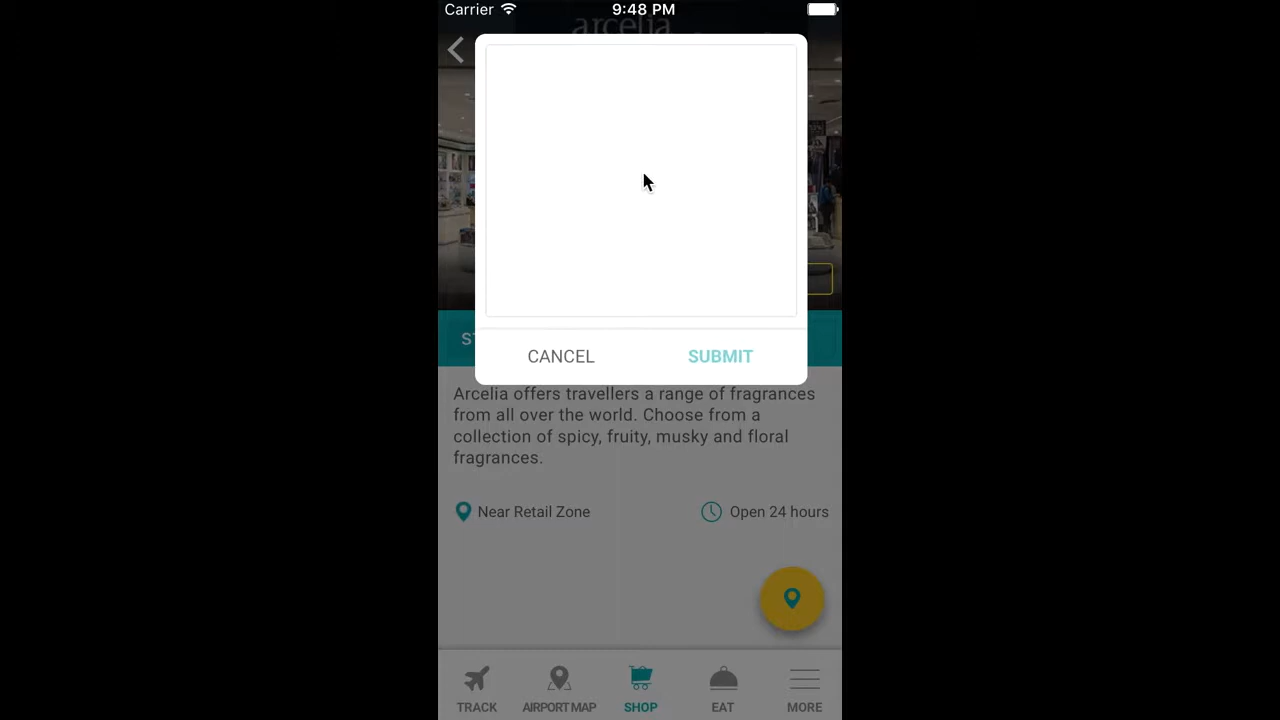 Carrier 9:48 PM
arcelia
ST
CANCEL SUBMIT
Arcelia offers travellers a range of fragrances
from all over the world. Choose from a
collection of spicy, fruity, musky and floral
fragrances.
Near Retail Zone Open 24 hours
TRACK AIRPORT MAP SHOP EAT MORE